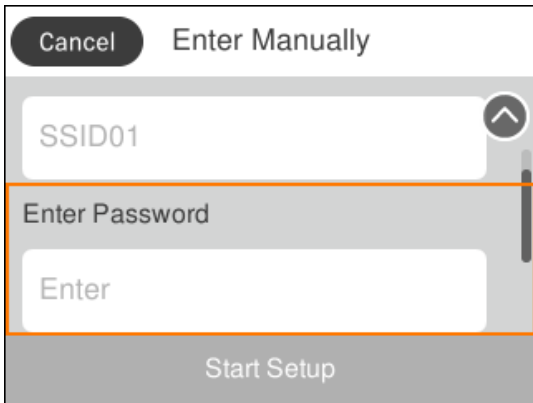 Cancel Enter Manually
SSID01
Enter Password
Enter
Start Setup